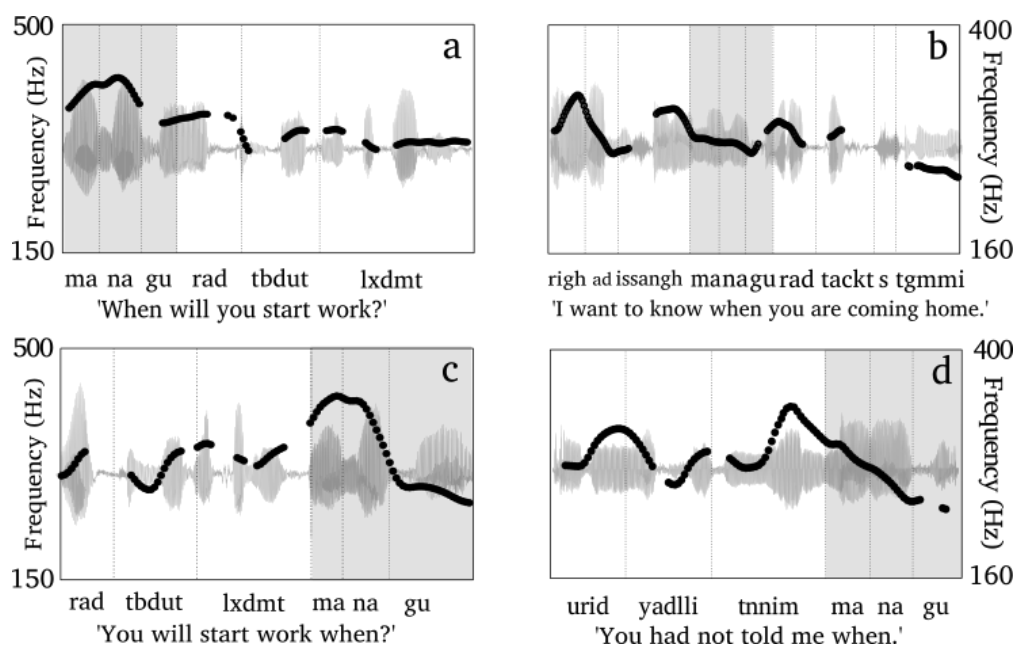 500
a
Frequency (Hz)
150
ma na gu rad tbdut lxdmt
'When will you start work?'
400
b
Frequency (Hz)
160
righ ad issangh managu rad tackt s tgmmi
'I want to know when you are coming home.'
500
c
Frequency (Hz)
150
rad tbdut lxdmt ma na gu
'You will start work when?'
400
d
Frequency (Hz)
160
urid yadlli tnnim ma na gu
'You had not told me when.'